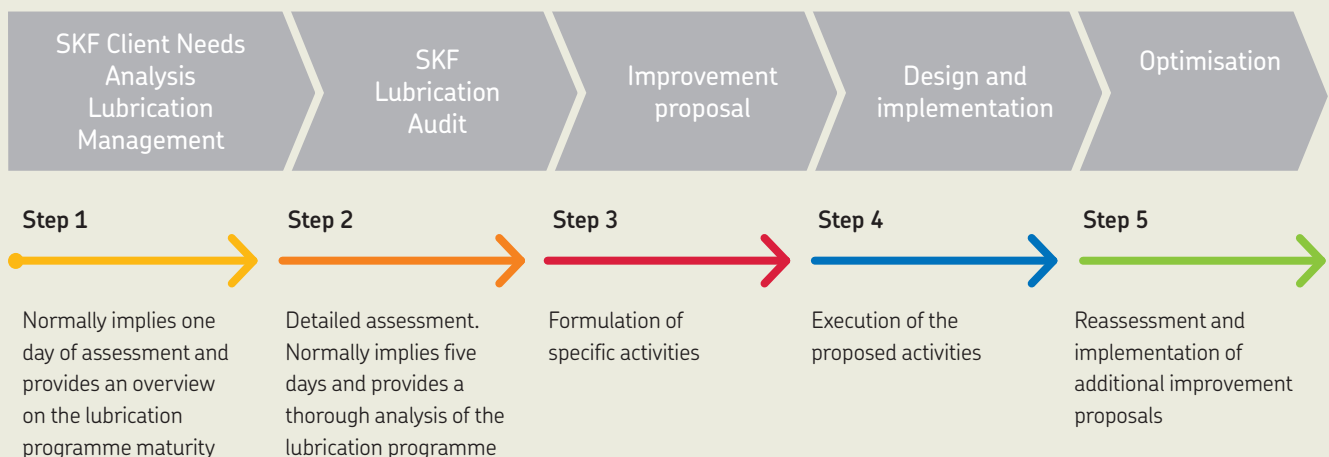 SKF Client Needs
Analysis
Lubrication
Management
SKF
Lubrication
Audit
Improvement
proposal
Design and
implementation
Optimisation
Step 1
Normally implies one
day of assessment and
provides an overview
on the lubrication
programme maturity
Step 2
Detailed assessment.
Normally implies five
days and provides a
thorough analysis of the
lubrication programme
Step 3
Formulation of
specific activities
Step 4
Execution of the
proposed activities
Step 5
Reassessment and
implementation of
additional improvement
proposals